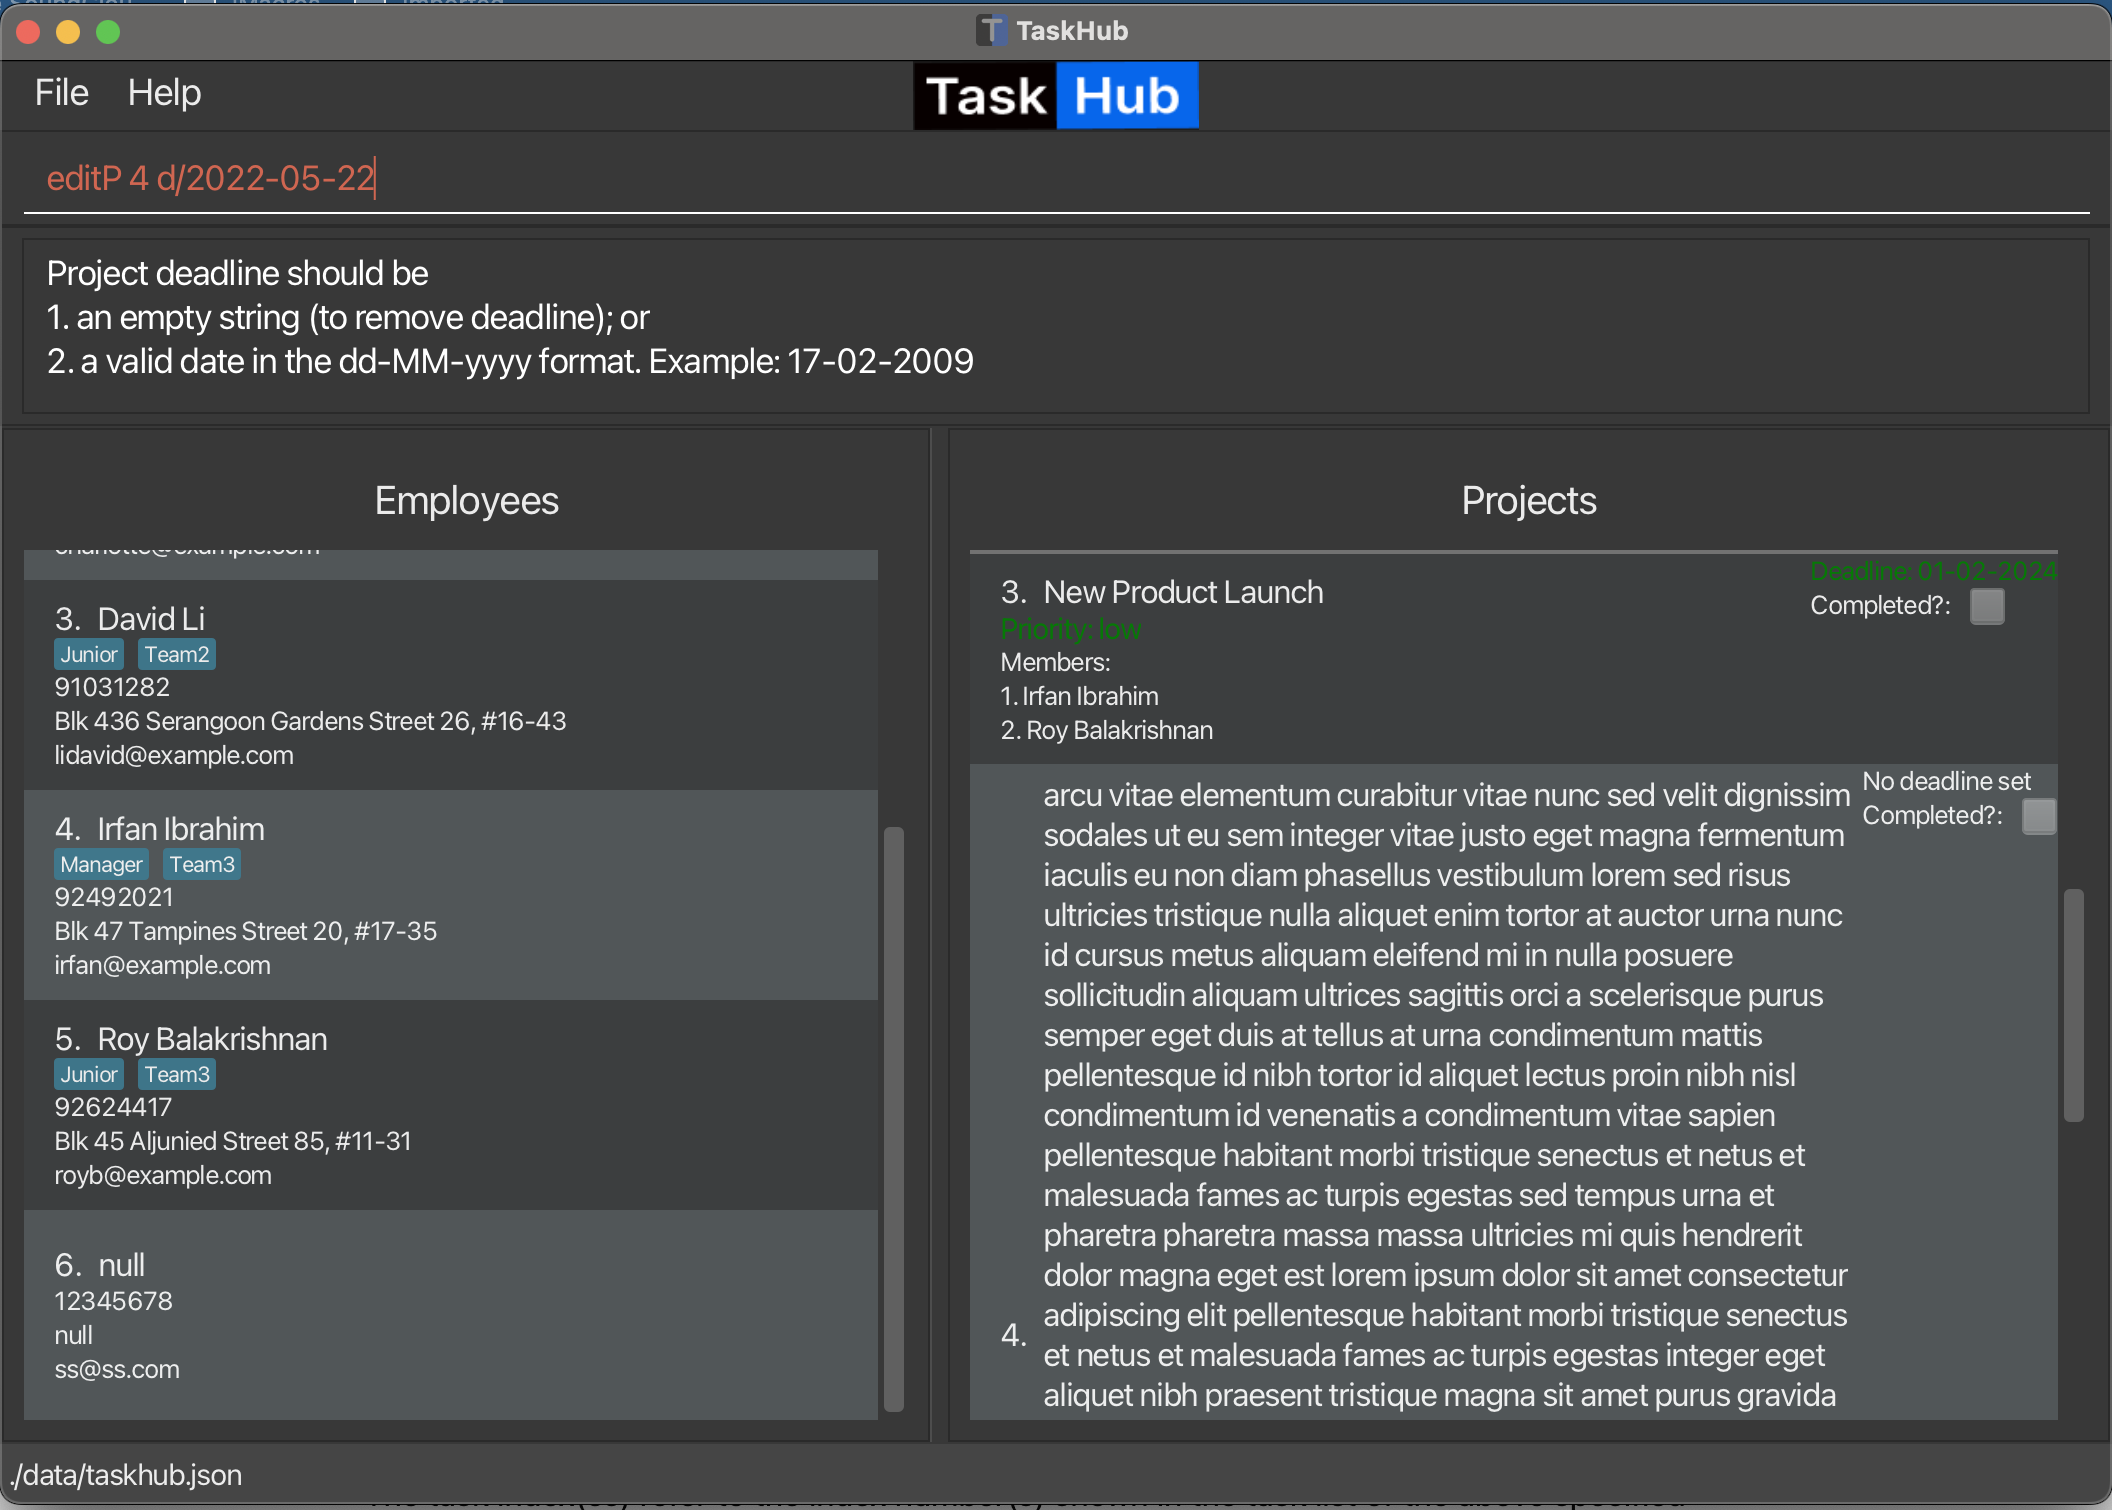 TaskHub
File Help
Task Hub
editP 4 d/2022-05-22
Project deadline should be
1. an empty string (to remove deadline); or
2. a valid date in the dd-MM-yyyy format. Example: 17-02-2009
Employees
3. David Li
Junior Team2
91031282
Blk 436 Serangoon Gardens Street 26, #16-43
lidavid@example.com
4. Irfan Ibrahim
Manager Team3
92492021
Blk 47 Tampines Street 20, #17-35
irfan@example.com
5. Roy Balakrishnan
Junior Team3
92624417
Blk 45 Aljunied Street 85, #11-31
royb@example.com
6. null
12345678
null
ss@ss.com
Projects
3. New Product Launch
Deadline: 01-02-2024
Completed?:
Priority: low
Members:
1. Irfan Ibrahim
2. Roy Balakrishnan
No deadline set
Completed?:
arcu vitae elementum curabitur vitae nunc sed velit dignissim
sodales ut eu sem integer vitae justo eget magna fermentum
iaculis eu non diam phasellus vestibulum lorem sed risus
ultricies tristique nulla aliquet enim tortor at auctor urna nunc
id cursus metus aliquam eleifend mi in nulla posuere
sollicitudin aliquam ultrices sagittis orci a scelerisque purus
semper eget duis at tellus at urna condimentum mattis
pellentesque id nibh tortor id aliquet lectus proin nibh nisl
condimentum id venenatis a condimentum vitae sapien
pellentesque habitant morbi tristique senectus et netus et
malesuada fames ac turpis egestas sed tempus urna et
pharetra pharetra massa massa ultricies mi quis hendrerit
dolor magna eget est lorem ipsum dolor sit amet consectetur
adipiscing elit pellentesque habitant morbi tristique senectus
4.
et netus et malesuada fames ac turpis egestas integer eget
aliquet nibh praesent tristique magna sit amet purus gravida
./data/taskhub.json